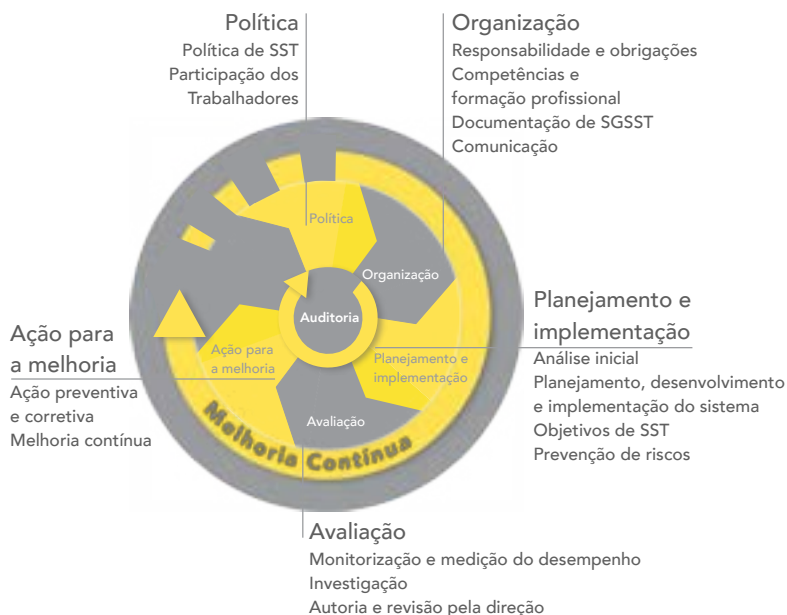 Política
Política de SST
Participação dos
Trabalhadores
Organização
Responsabilidade e obrigações
Competências e
formação profissional
Documentação de SGSST
Comunicação
Política
Organização
Auditoria
Planejamento e
implementação
Avaliação
Ação para
a melhoria
Melhoria Contínua
Planejamento e
implementação
Análise inicial
Planejamento, desenvolvimento
e implementação do sistema
Objetivos de SST
Prevenção de riscos
Ação para
a melhoria
Ação preventiva
e corretiva
Melhoria contínua
Avaliação
Monitorização e medição do desempenho
Investigação
Autoria e revisão pela direção